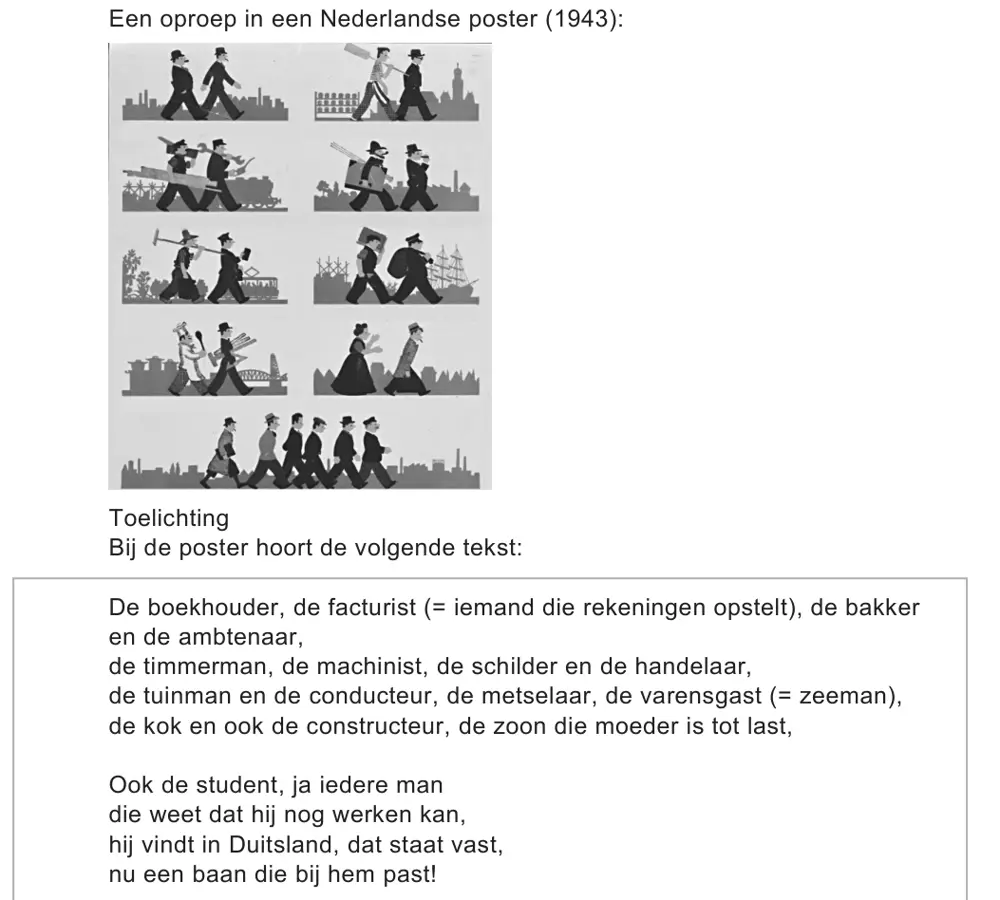 Een oproep in een Nederlandse poster (1943):
Toelichting
Bij de poster hoort de volgende tekst:
De boekhouder, de facturist (= iemand die rekeningen opstelt), de bakker
en de ambtenaar,
de timmerman, de machinist, de schilder en de handelaar,
de tuinman en de conducteur, de metselaar, de varensgast (= zeeman),
de kok en ook de constructeur, de zoon die moeder is tot last,
Ook de student, ja iedere man
die weet dat hij nog werken kan,
hij vindt in Duitsland, dat staat vast,
nu een baan die bij hem past!